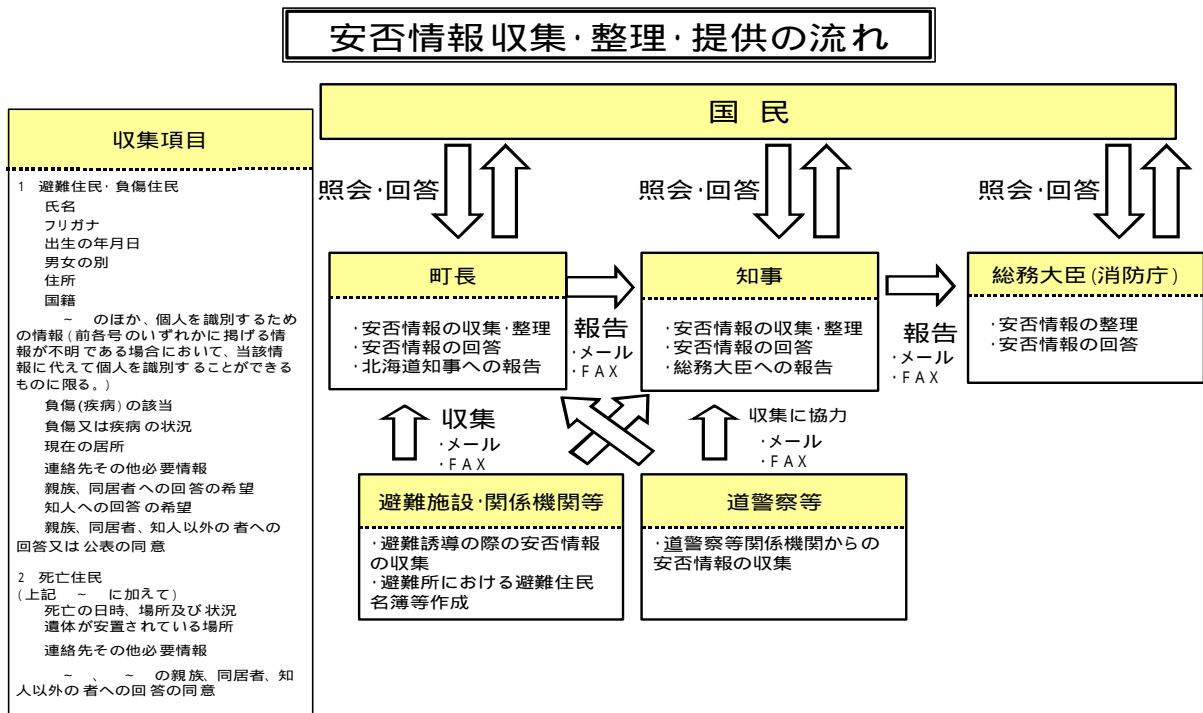 安否情報収集・整理・提供の流れ
収集項目
1 避難住民・負傷住民
氏名
フリガナ
出生の年月日
男女の別
住所
国籍
～ のほか、個人を識別するため
の情報(前各号のいずれかに掲げる情
報が不明である場合において、当該情
報に代えて個人を識別することができる
ものに限る。)
負傷(疾病)の該当
負傷又は疾病の状況
現在の居所
連絡先その他必要情報
親族、同居者への回答の希望
知人への回答の希望
親族、同居者、知人以外の者への
回答又は公表の同意
2 死亡住民
(上記 ～ に加えて)
死亡の日時、場所及び状況
遺体が安置されている場所
連絡先その他必要情報
～ 、 ～ の親族、同居者、知
人以外の者への回答の同意
国 民
照会・回答
照会・回答
照会・回答
町長
・安否情報の収集・整理
・安否情報の回答
・北海道知事への報告
報告
・メール
・FAX
知事
・安否情報の収集・整理
・安否情報の回答
・総務大臣への報告
報告
・メール
・FAX
総務大臣(消防庁)
・安否情報の整理
・安否情報の回答
収集
・メール
・FAX
収集に協力
・メール
・FAX
避難施設・関係機関等
・避難誘導の際の安否情報
の収集
・避難所における避難住民
名簿等作成
道警察等
・道警察等関係機関からの
安否情報の収集